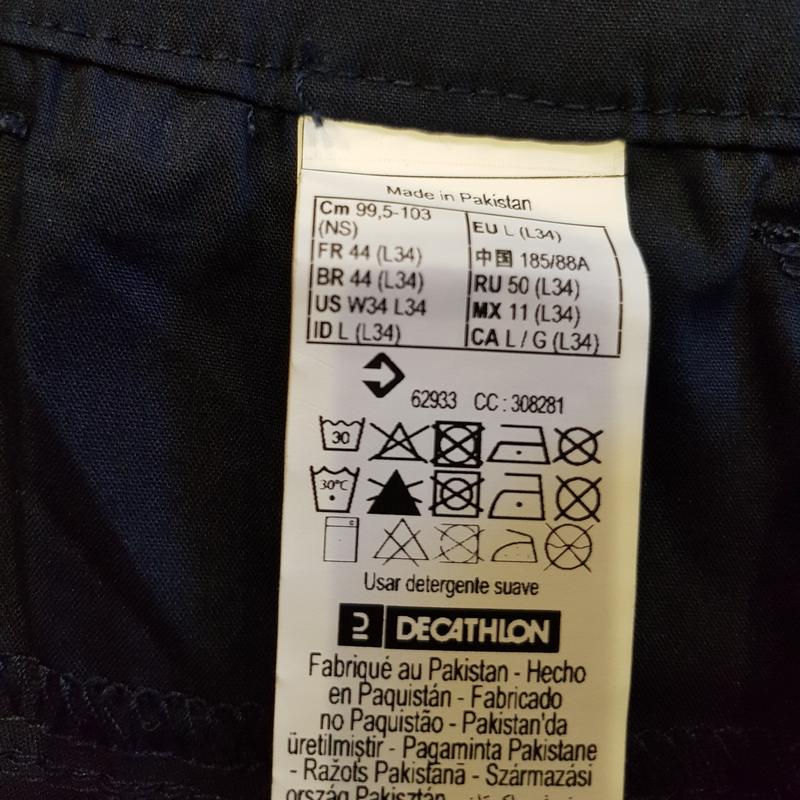 Made in Pakistan
Cm 99,5-103
(NS)
FR 44 (L34)
BR 44 (L34)
US W34 L34
ID L (L34)
EU L (L34)
中国 185/88A
RU 50 (L34)
MX 11 (L34)
CA L / G (L34)
62933 CC : 308281
30
30°C
Usar detergente suave
DECATHLON
Fabriqué au Pakistan - Hecho
en Paquistán - Fabricado
no Paquistão - Pakistan'da
üretilmiştir - Pagaminta Pakistane
- Ražots Pakistānā - Származási
ország Pakisztán